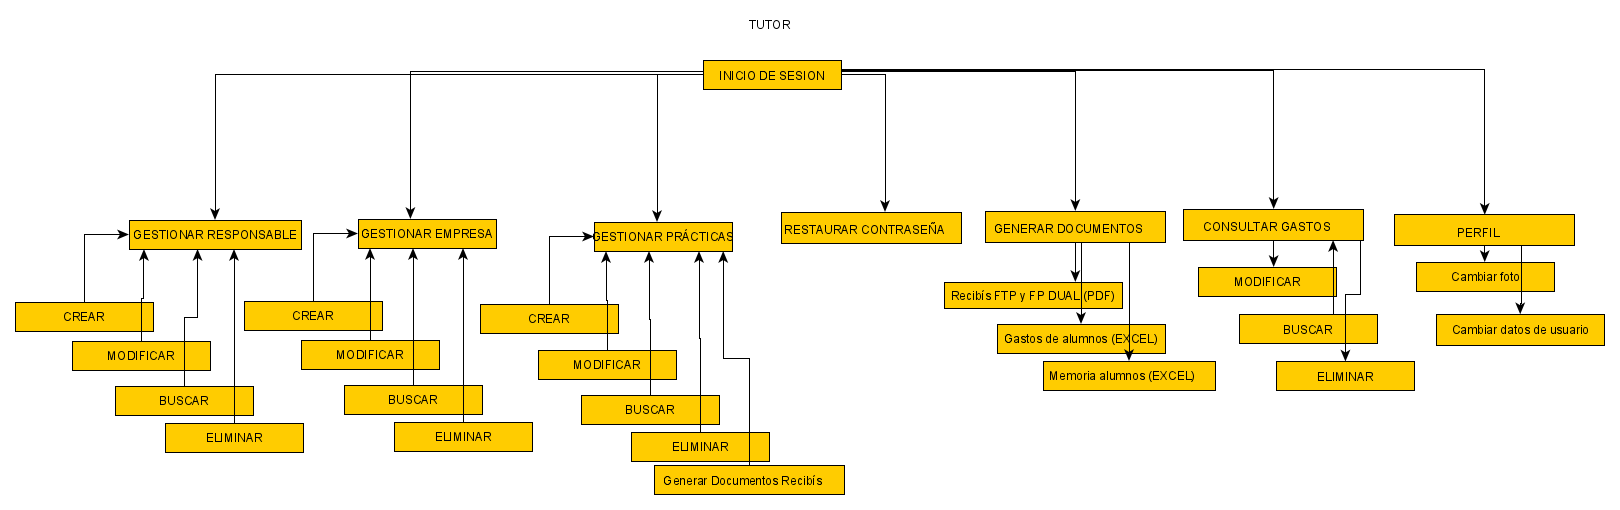 TUTOR
INICIO DE SESION
GESTIONAR RESPONSABLE
CREAR
MODIFICAR
BUSCAR
ELIMINAR
GESTIONAR EMPRESA
CREAR
MODIFICAR
BUSCAR
ELIMINAR
GESTIONAR PRÁCTICAS
CREAR
MODIFICAR
BUSCAR
ELIMINAR
Generar Documentos Recibís
RESTAURAR CONTRASEÑA
GENERAR DOCUMENTOS
Recibís FTP y FP DUAL (PDF)
Gastos de alumnos (EXCEL)
Memoria alumnos (EXCEL)
CONSULTAR GASTOS
MODIFICAR
BUSCAR
ELIMINAR
PERFIL
Cambiar foto
Cambiar datos de usuario